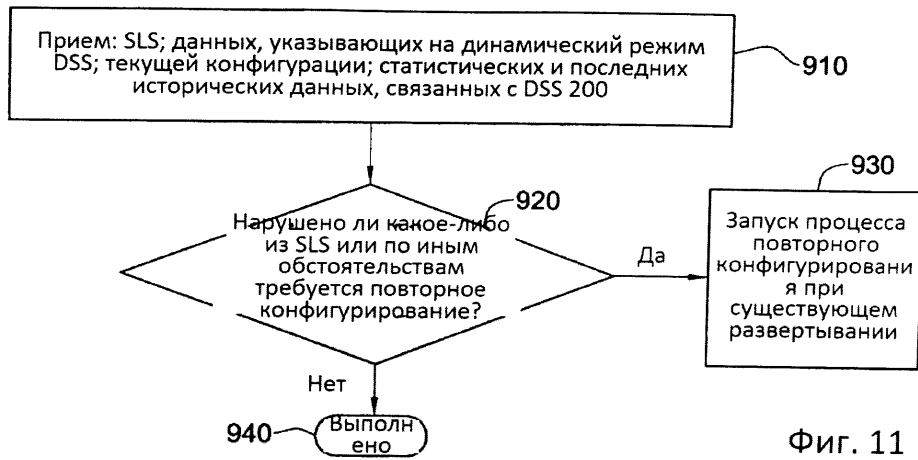 Прием: SLS; данных, указывающих на динамический режим
DSS; текущей конфигурации; статистических и последних
исторических данных, связанных с DSS 200
910
920
Нарушено ли какое-либо
из SLS или по иным
обстоятельствам
требуется повторное
конфигурирование?
Да
930
Запуск процесса
повторного
конфигурировани
я при
существующем
развертывании
Нет
940
Выполн
ено
Фиг. 11